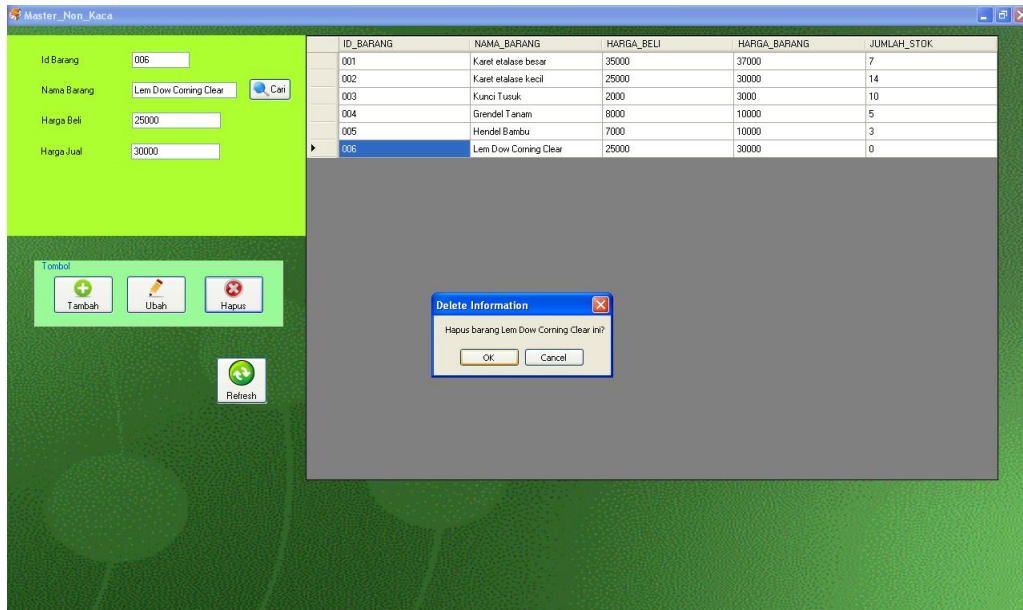 Master_Non_Kaca
Id Barang 006
Nama Barang Lem Dow Corning Clear Cari
Harga Beli 25000
Harga Jual 30000
ID_BARANG NAMA_BARANG HARGA_BELI HARGA_BARANG JUMLAH_STOK
001 Karet etalase besar 35000 37000 7
002 Karet etalase kecil 25000 30000 14
003 Kunci Tusuk 2000 3000 10
004 Grendel Tanam 8000 10000 5
005 Hendel Bambu 7000 10000 3
006 Lem Dow Corning Clear 25000 30000 0
Tombol
Tambah Ubah Hapus
Refresh
Delete Information
Hapus barang Lem Dow Corning Clear ini?
OK Cancel